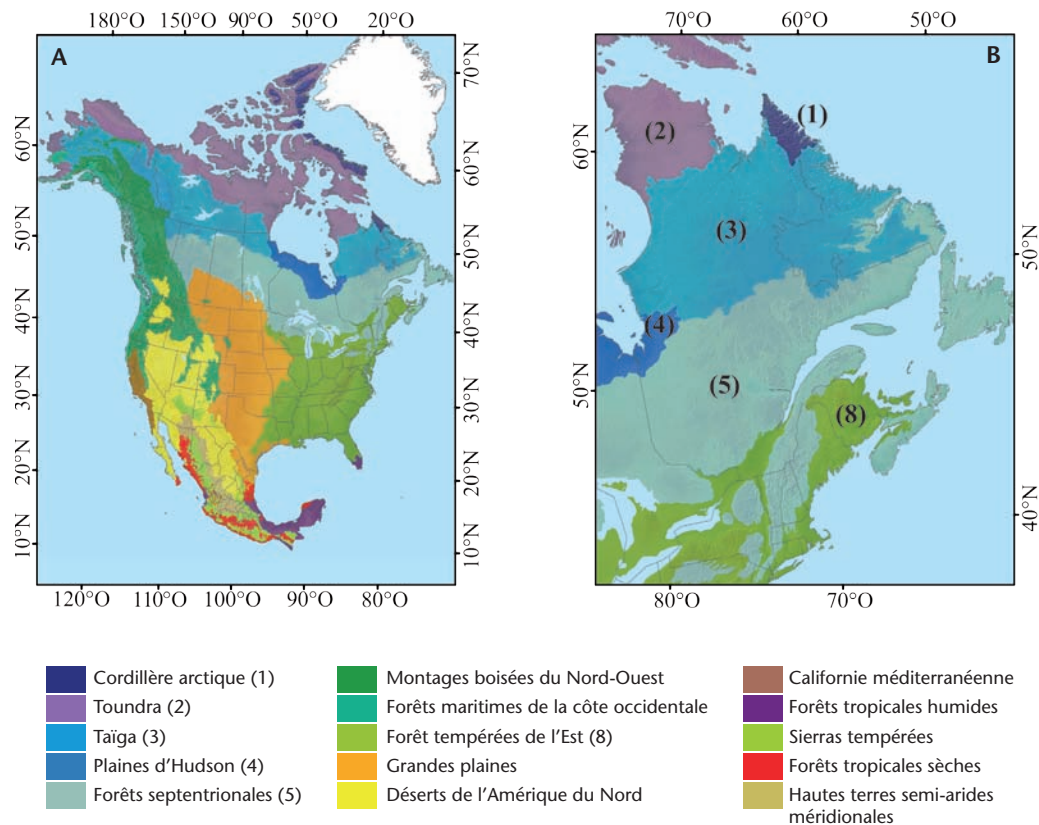 180°O 150°O 90°O 50°O 20°O
A
70°N
60°N
50°N
40°N
30°N
20°N
10°N
60°N
50°N
40°N
30°N
20°N
10°N
120°O 110°O 100°O 90°O 80°O
70°O 60°O 50°O
B
(1)
(2)
60°N
(3)
50°N
(4)
50°N
(5)
(8)
40°N
80°O 70°O
Cordillère arctique (1)
Toundra (2)
Taïga (3)
Plaines d'Hudson (4)
Forêts septentrionales (5)
Montages boisées du Nord-Ouest
Forêts maritimes de la côte occidentale
Forêt tempérées de l'Est (8)
Grandes plaines
Déserts de l'Amérique du Nord
Californie méditerranéenne
Forêts tropicales humides
Sierras tempérées
Forêts tropicales sèches
Hautes terres semi-arides
méridionales